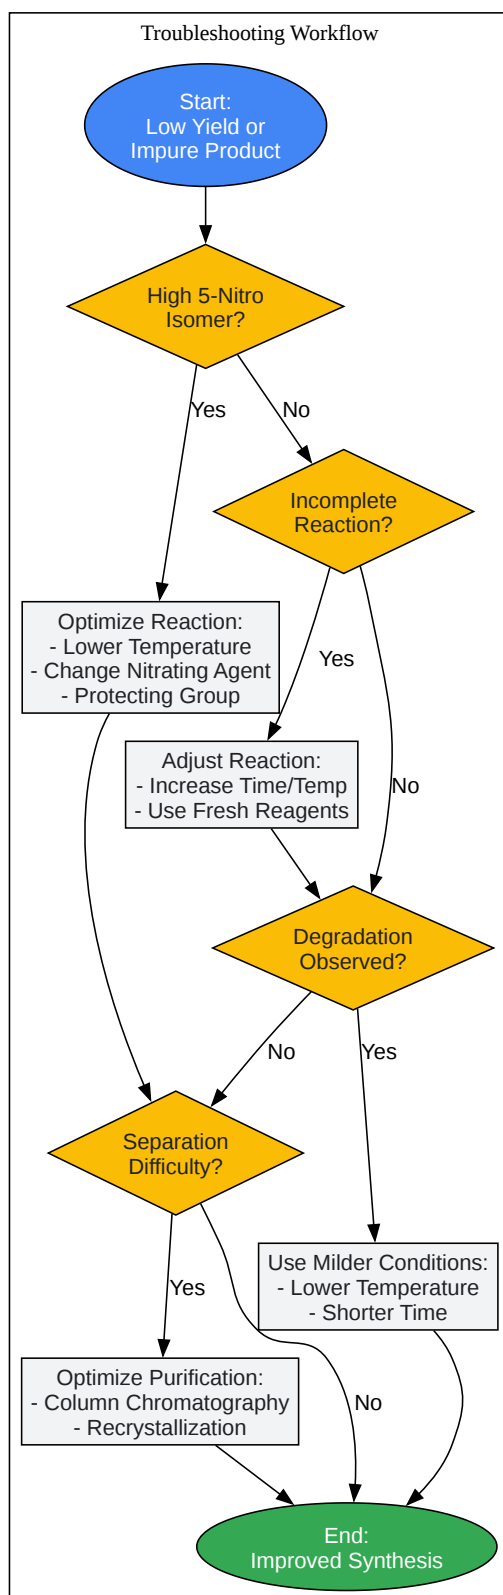 Troubleshooting Workflow
Start:
Low Yield or
Impure Product
High 5-Nitro
Isomer?
Yes
No
Incomplete
Reaction?
Optimize Reaction:
- Lower Temperature
- Change Nitrating Agent
- Protecting Group
Yes
Adjust Reaction:
- Increase Time/Temp
- Use Fresh Reagents
No
Degradation
Observed?
No
Yes
Separation
Difficulty?
Use Milder Conditions:
- Lower Temperature
- Shorter Time
Yes
Optimize Purification:
- Column Chromatography
- Recrystallization
No
End:
Improved Synthesis